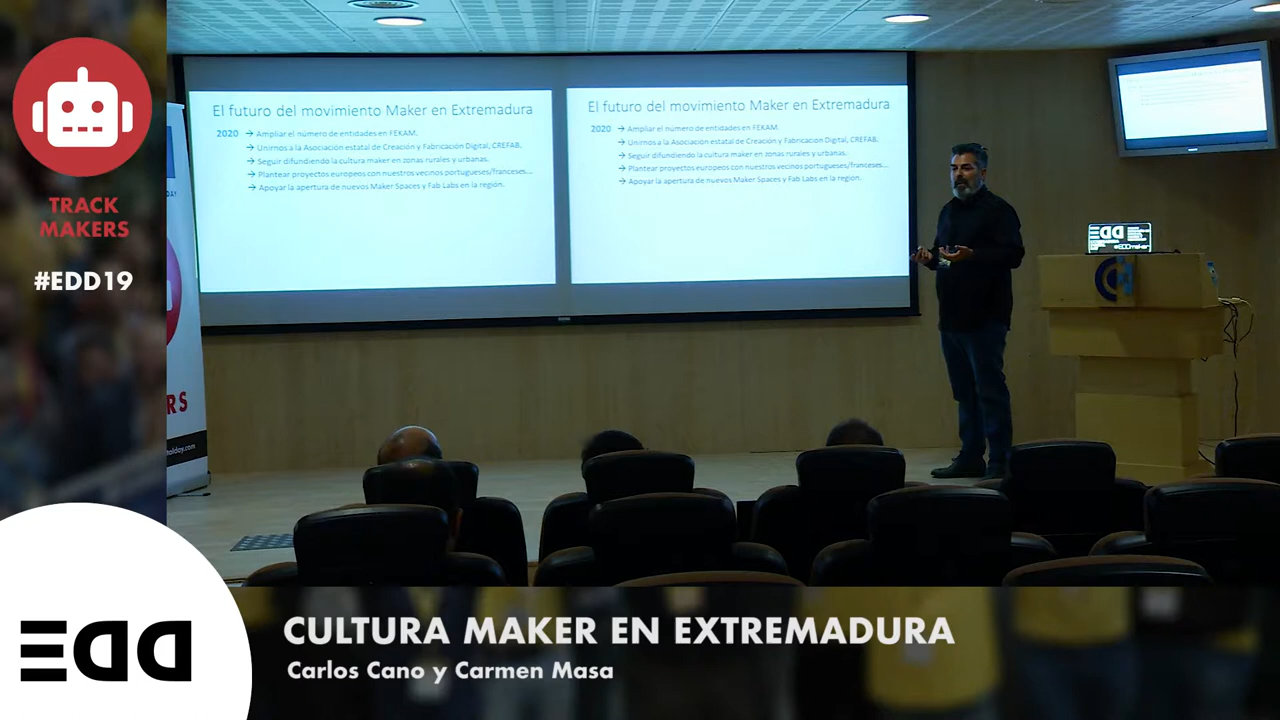 TRACK
MAKERS
#EDD19
El futuro del movimiento Maker en Extremadura
2020 → Ampliar el número de entidades en FEKAM.
→ Unirnos a la Asociación estatal de Creación y Fabricación Digital, CREFAB.
→ Seguir difundiendo la cultura maker en zonas rurales y urbanas.
→ Plantear proyectos europeos con nuestros vecinos portugueses/franceses...
→ Apoyar la apertura de nuevos Maker Spaces y Fab Labs en la región.
El futuro del movimiento Maker en Extremadura
2020 → Ampliar el número de entidades en FEKAM.
→ Unirnos a la Asociación estatal de Creación y Fabricación Digital, CREFAB.
→ Seguir difundiendo la cultura maker en zonas rurales y urbanas.
→ Plantear proyectos europeos con nuestros vecinos portugueses/franceses...
→ Apoyar la apertura de nuevos Maker Spaces y Fab Labs en la región.
EDD
#EDDmaker
RS
EDD
CULTURA MAKER EN EXTREMADURA
Carlos Cano y Carmen Masa